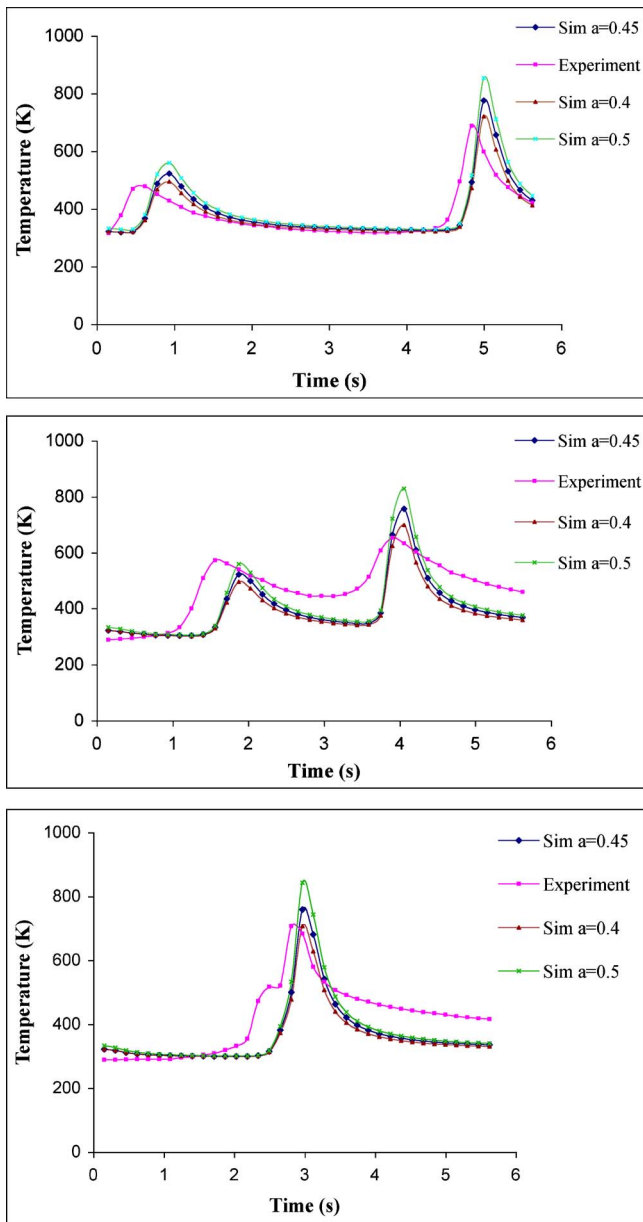 1000
800
600
400
200
0
Temperature (K)
0 1 2 3 4 5 6
Time (s)
Sim a=0.45
Experiment
Sim a=0.4
Sim a=0.5
1000
800
600
400
200
0
Temperature (K)
0 1 2 3 4 5 6
Time (s)
Sim a=0.45
Experiment
Sim a=0.4
Sim a=0.5
1000
800
600
400
200
0
Temperature (K)
0 1 2 3 4 5 6
Time (s)
Sim a=0.45
Experiment
Sim a=0.4
Sim a=0.5